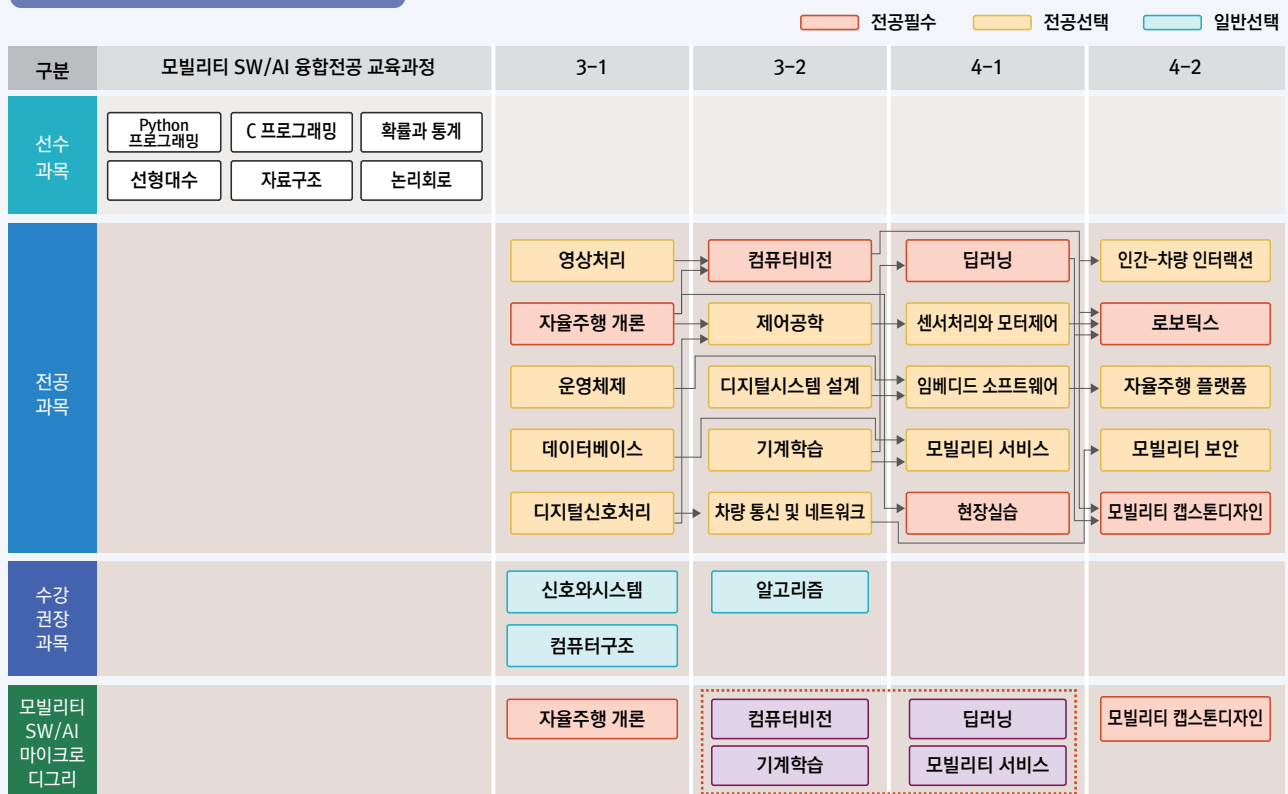 전공필수 전공선택 일반선택
구분 모빌리티 SW/AI 융합전공 교육과정 3-1 3-2 4-1 4-2
선수
과목
Python
프로그래밍
C 프로그래밍
확률과 통계
선형대수
자료구조
논리회로
전공
과목
영상처리 컴퓨터비전 딥러닝 인간-차량 인터랙션
자율주행 개론 제어공학 센서처리와 모터제어 로보틱스
운영체제 디지털시스템 설계 임베디드 소프트웨어 자율주행 플랫폼
데이터베이스 기계학습 모빌리티 서비스 모빌리티 보안
디지털신호처리 차량 통신 및 네트워크 현장실습 모빌리티 캡스톤디자인
수강
권장
과목
신호와시스템 알고리즘
컴퓨터구조
모빌리티
SW/AI
마이크로
디그리
자율주행 개론 컴퓨터비전 딥러닝 모빌리티 캡스톤디자인
기계학습 모빌리티 서비스